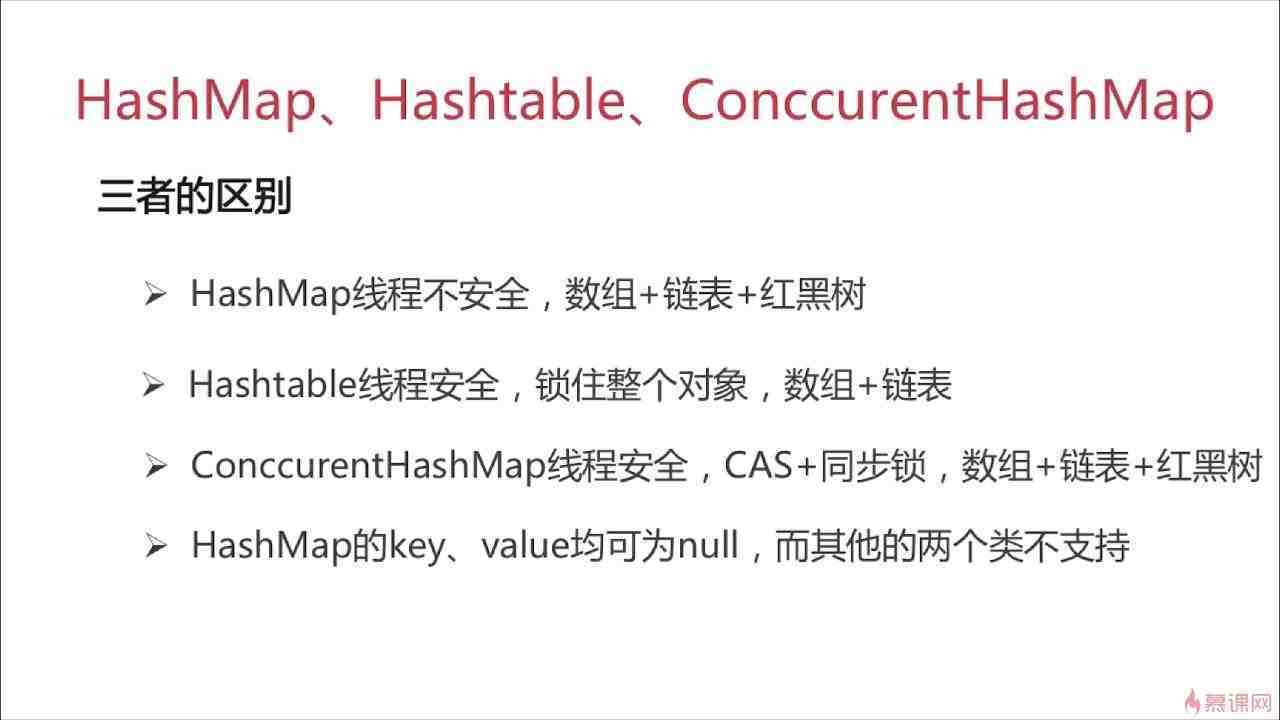 HashMap、Hashtable、ConccurentHashMap
三者的区别
HashMap线程不安全，数组+链表+红黑树
Hashtable线程安全，锁住整个对象，数组+链表
ConccurentHashMap线程安全，CAS+同步锁，数组+链表+红黑树
HashMap的key、value均可为null，而其他的两个类不支持
慕课网